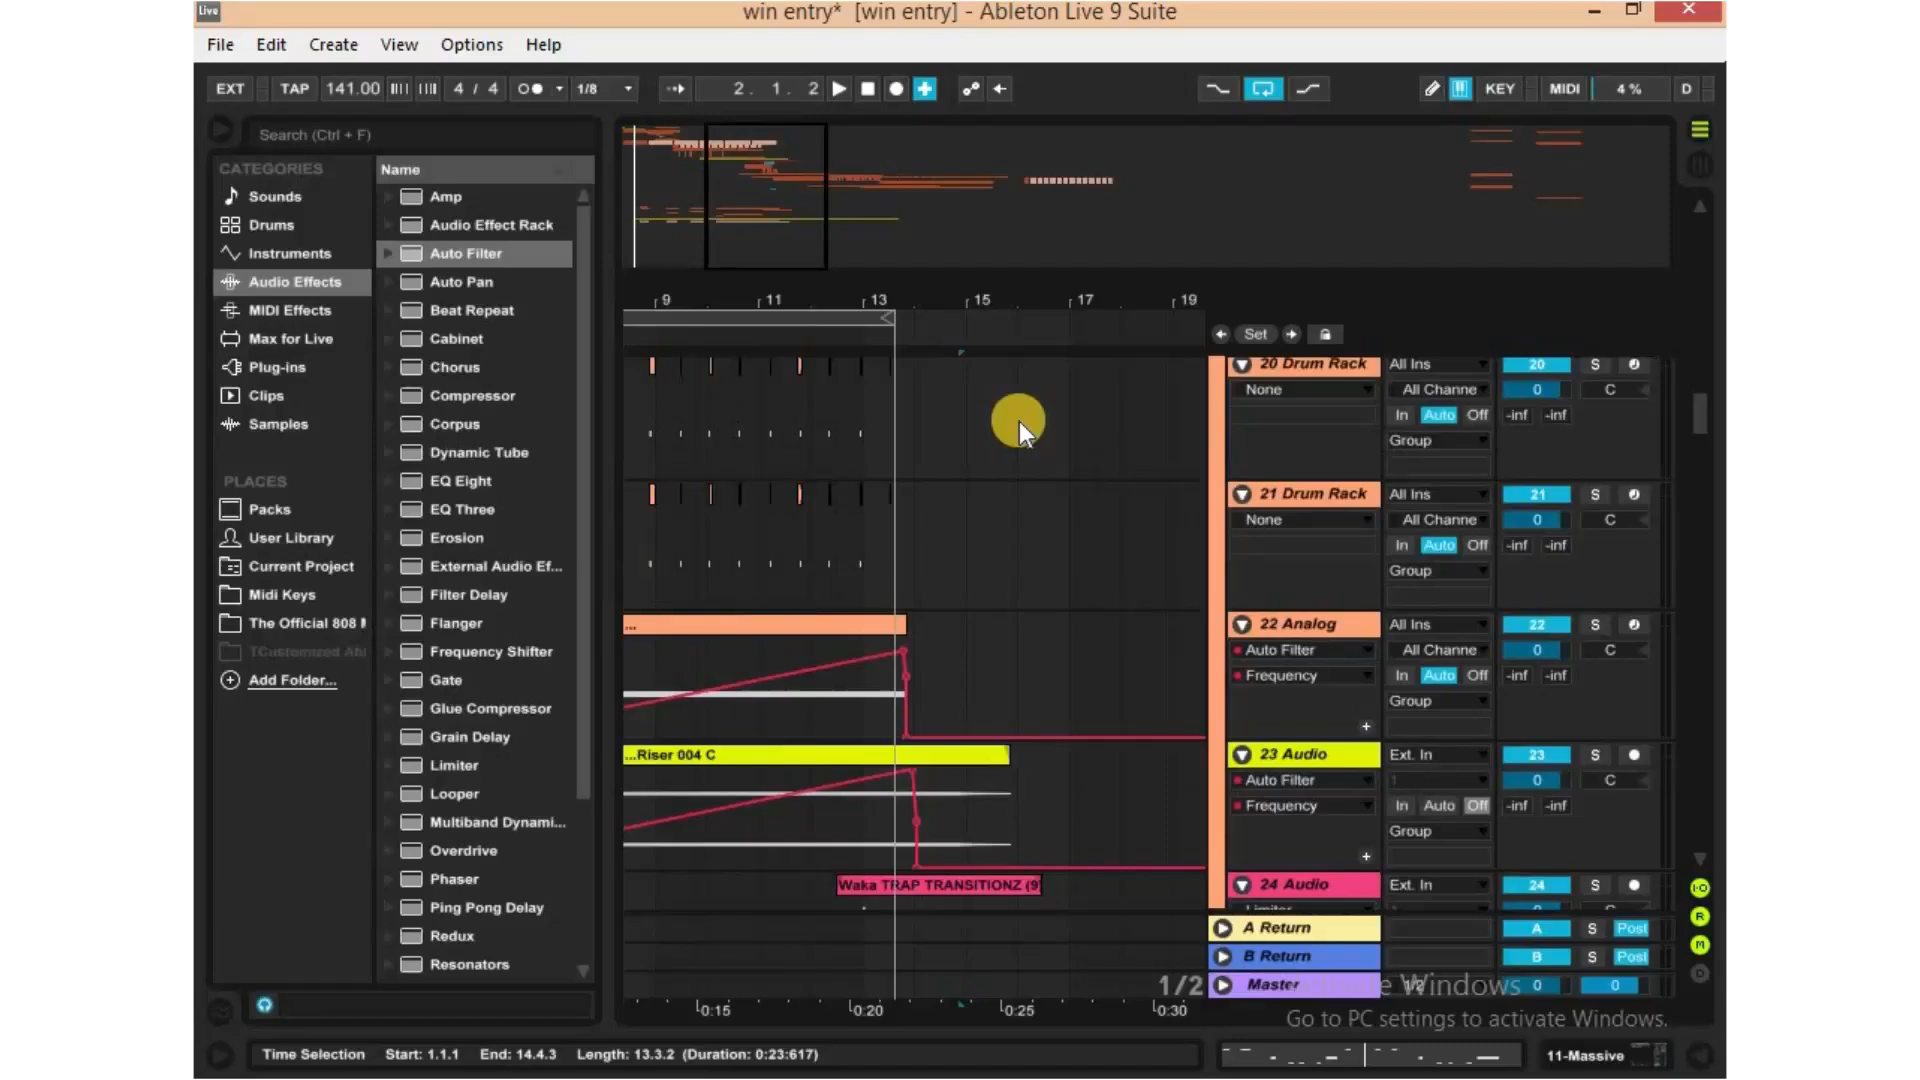 Live
win entry* [win entry] - Ableton Live 9 Suite
File Edit Create View Options Help
EXT TAP 141.00 4 / 4 1/8 2. 1. 2 KEY MIDI 4 % D
Search (Ctrl + F)
CATEGORIES
Sounds
Drums
Instruments
Audio Effects
MIDI Effects
Max for Live
Plug-ins
Clips
Samples
PLACES
Packs
User Library
Current Project
Midi Keys
The Official 808
Add Folder...
Name
Amp
Audio Effect Rack
Auto Filter
Auto Pan
Beat Repeat
Cabinet
Chorus
Compressor
Corpus
Dynamic Tube
EQ Eight
EQ Three
Erosion
External Audio Ef...
Filter Delay
Flanger
Frequency Shifter
Gate
Glue Compressor
Grain Delay
Limiter
Looper
Multiband Dynami...
Overdrive
Phaser
Ping Pong Delay
Redux
Resonators
9 11 13 15 17 19
Set
20 Drum Rack All Ins 20 S
None All Channe 0 C
In Auto Off -inf -inf
Group
21 Drum Rack All Ins 21 S
None All Channe 0 C
In Auto Off -inf -inf
Group
...
22 Analog All Ins 22 S
Auto Filter All Channe 0 C
Frequency In Auto Off -inf -inf
Group
...Riser 004 C
23 Audio Ext. In 23 S
Auto Filter 1 0 C
Frequency In Auto Off -inf -inf
Group
Waka TRAP TRANSITIONZ (9
24 Audio Ext. In 24 S
A Return A S Post
B Return B S Post
1/2 Master 1/2 0 0
I-O
R
M
D
0:15 0:20 0:25 0:30
Windows
Go to PC settings to activate Windows.
Time Selection Start: 1.1.1 End: 14.4.3 Length: 13.3.2 (Duration: 0:23:617)
11-Massive